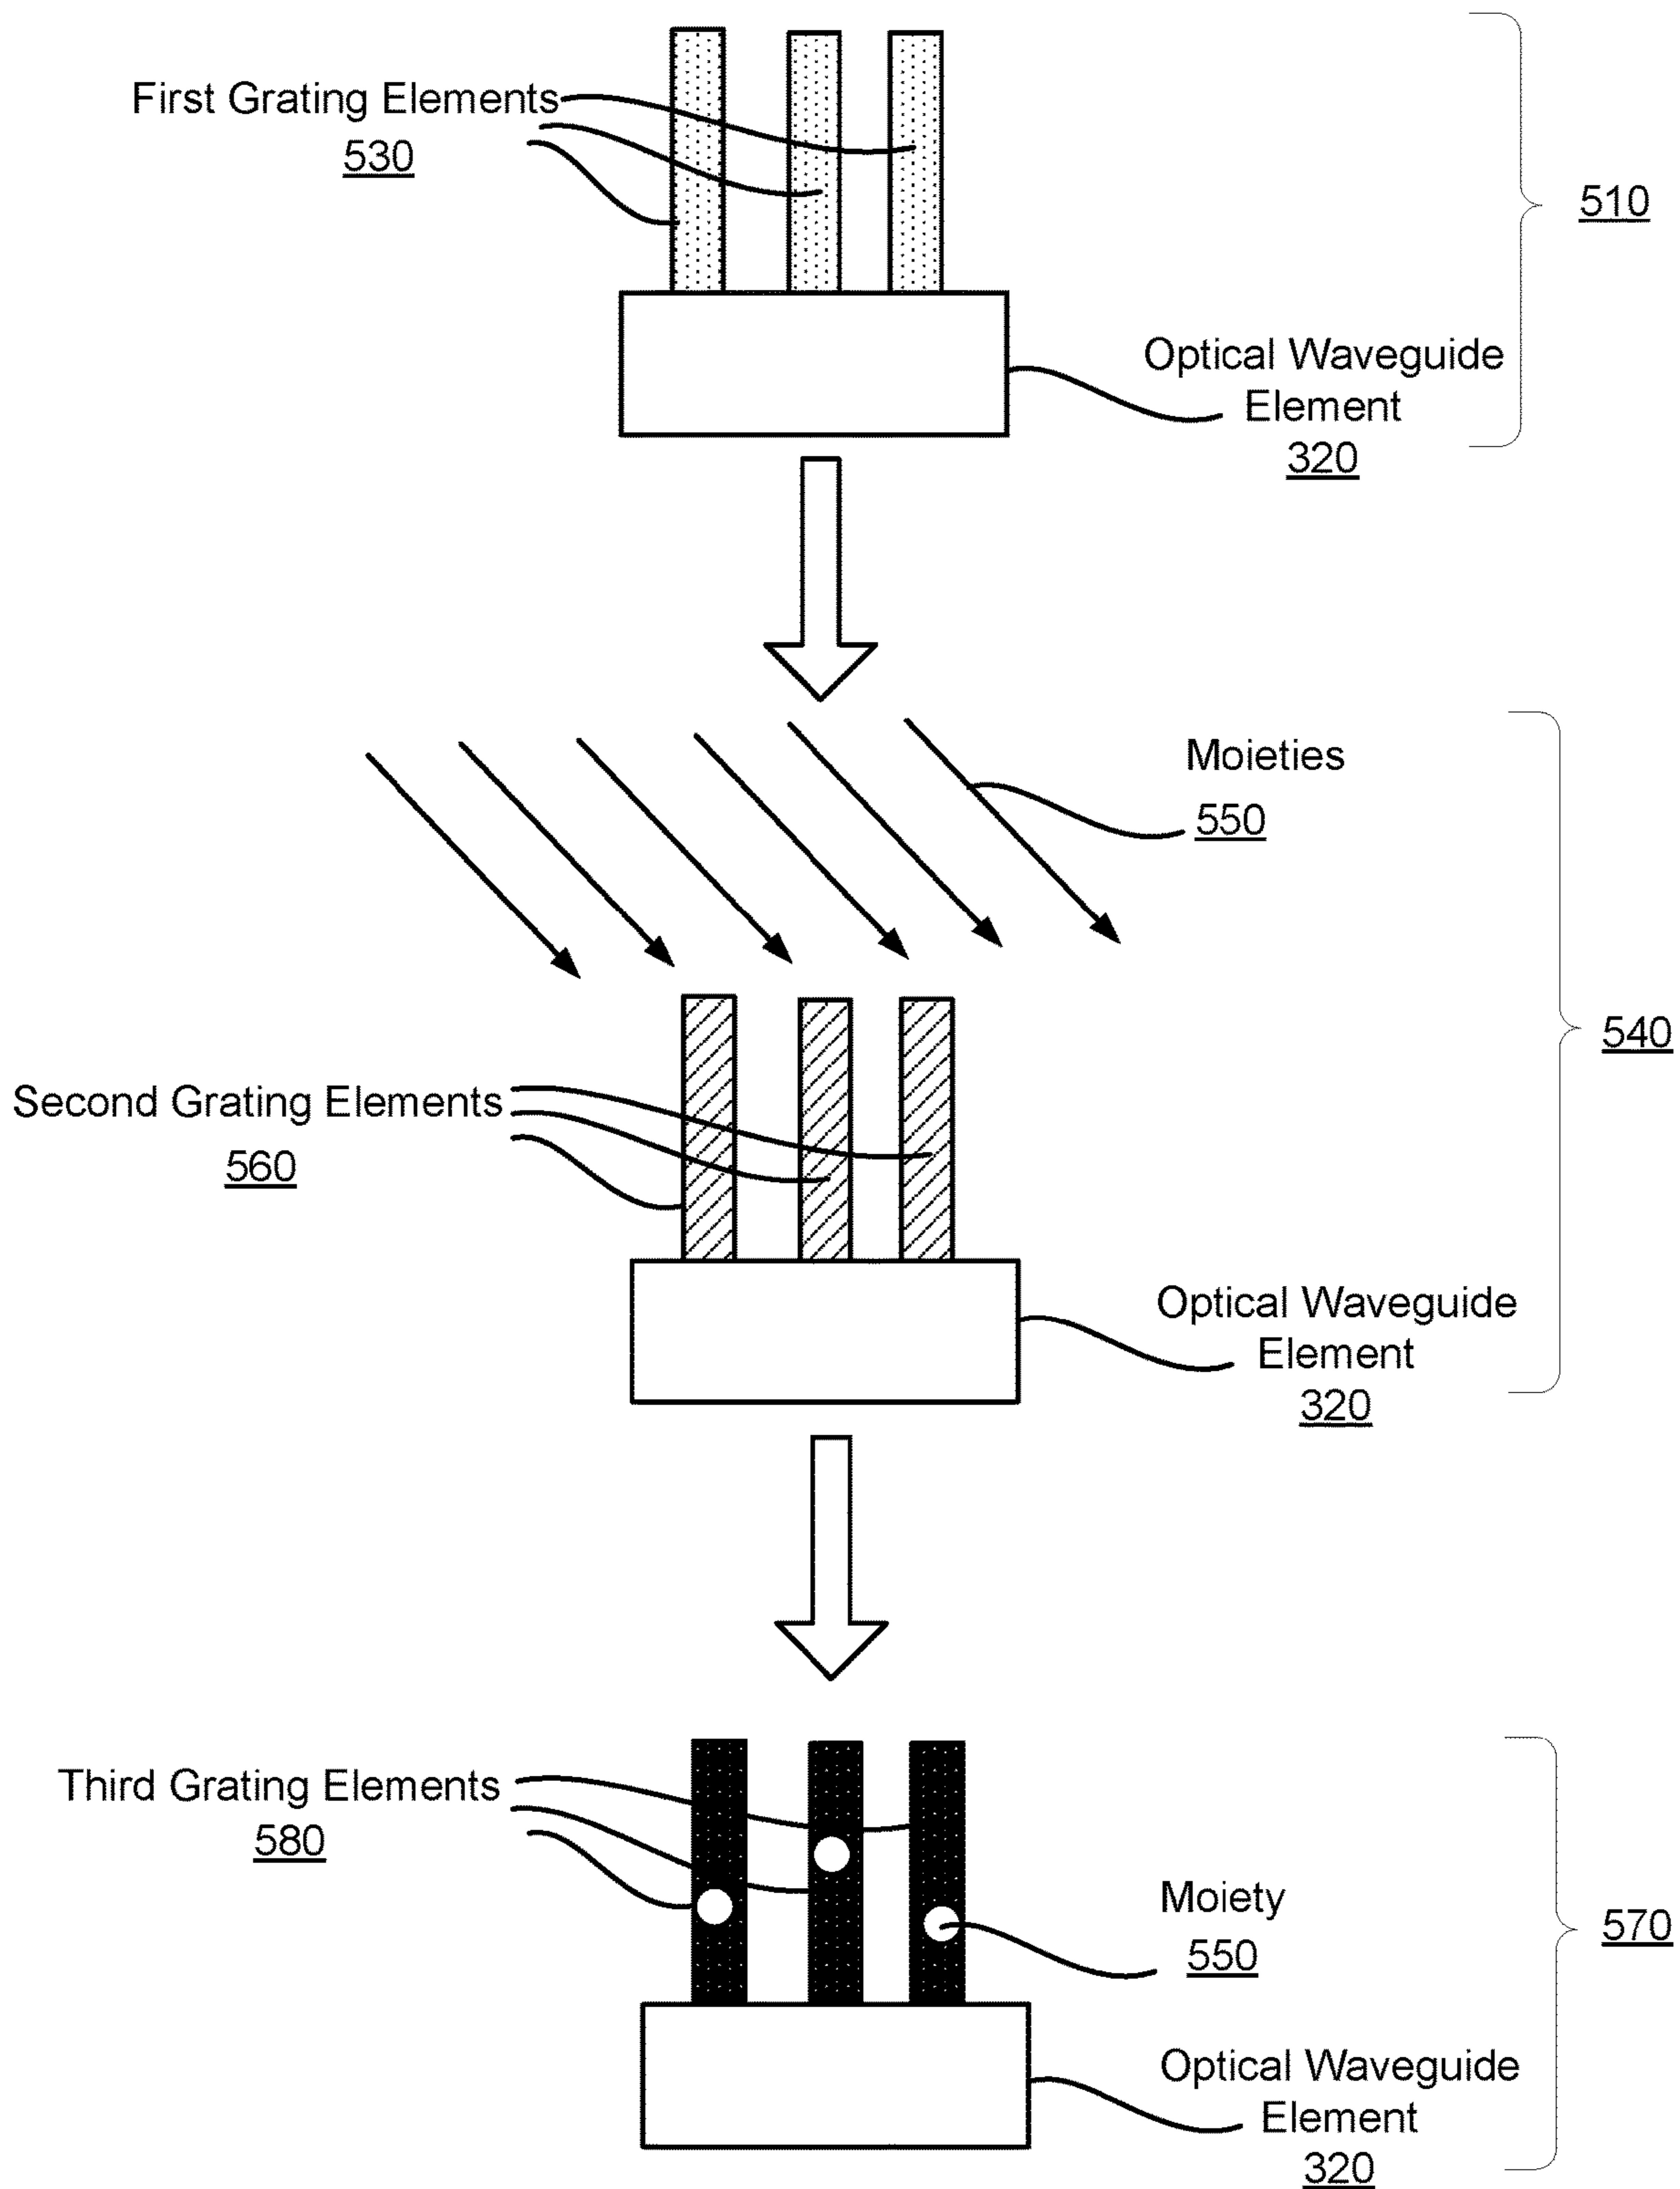 First Grating Elements
530
510
Optical Waveguide
Element
320
Moieties
550
540
Second Grating Elements
560
Optical Waveguide
Element
320
Third Grating Elements
580
Moiety
550
570
Optical Waveguide
Element
320